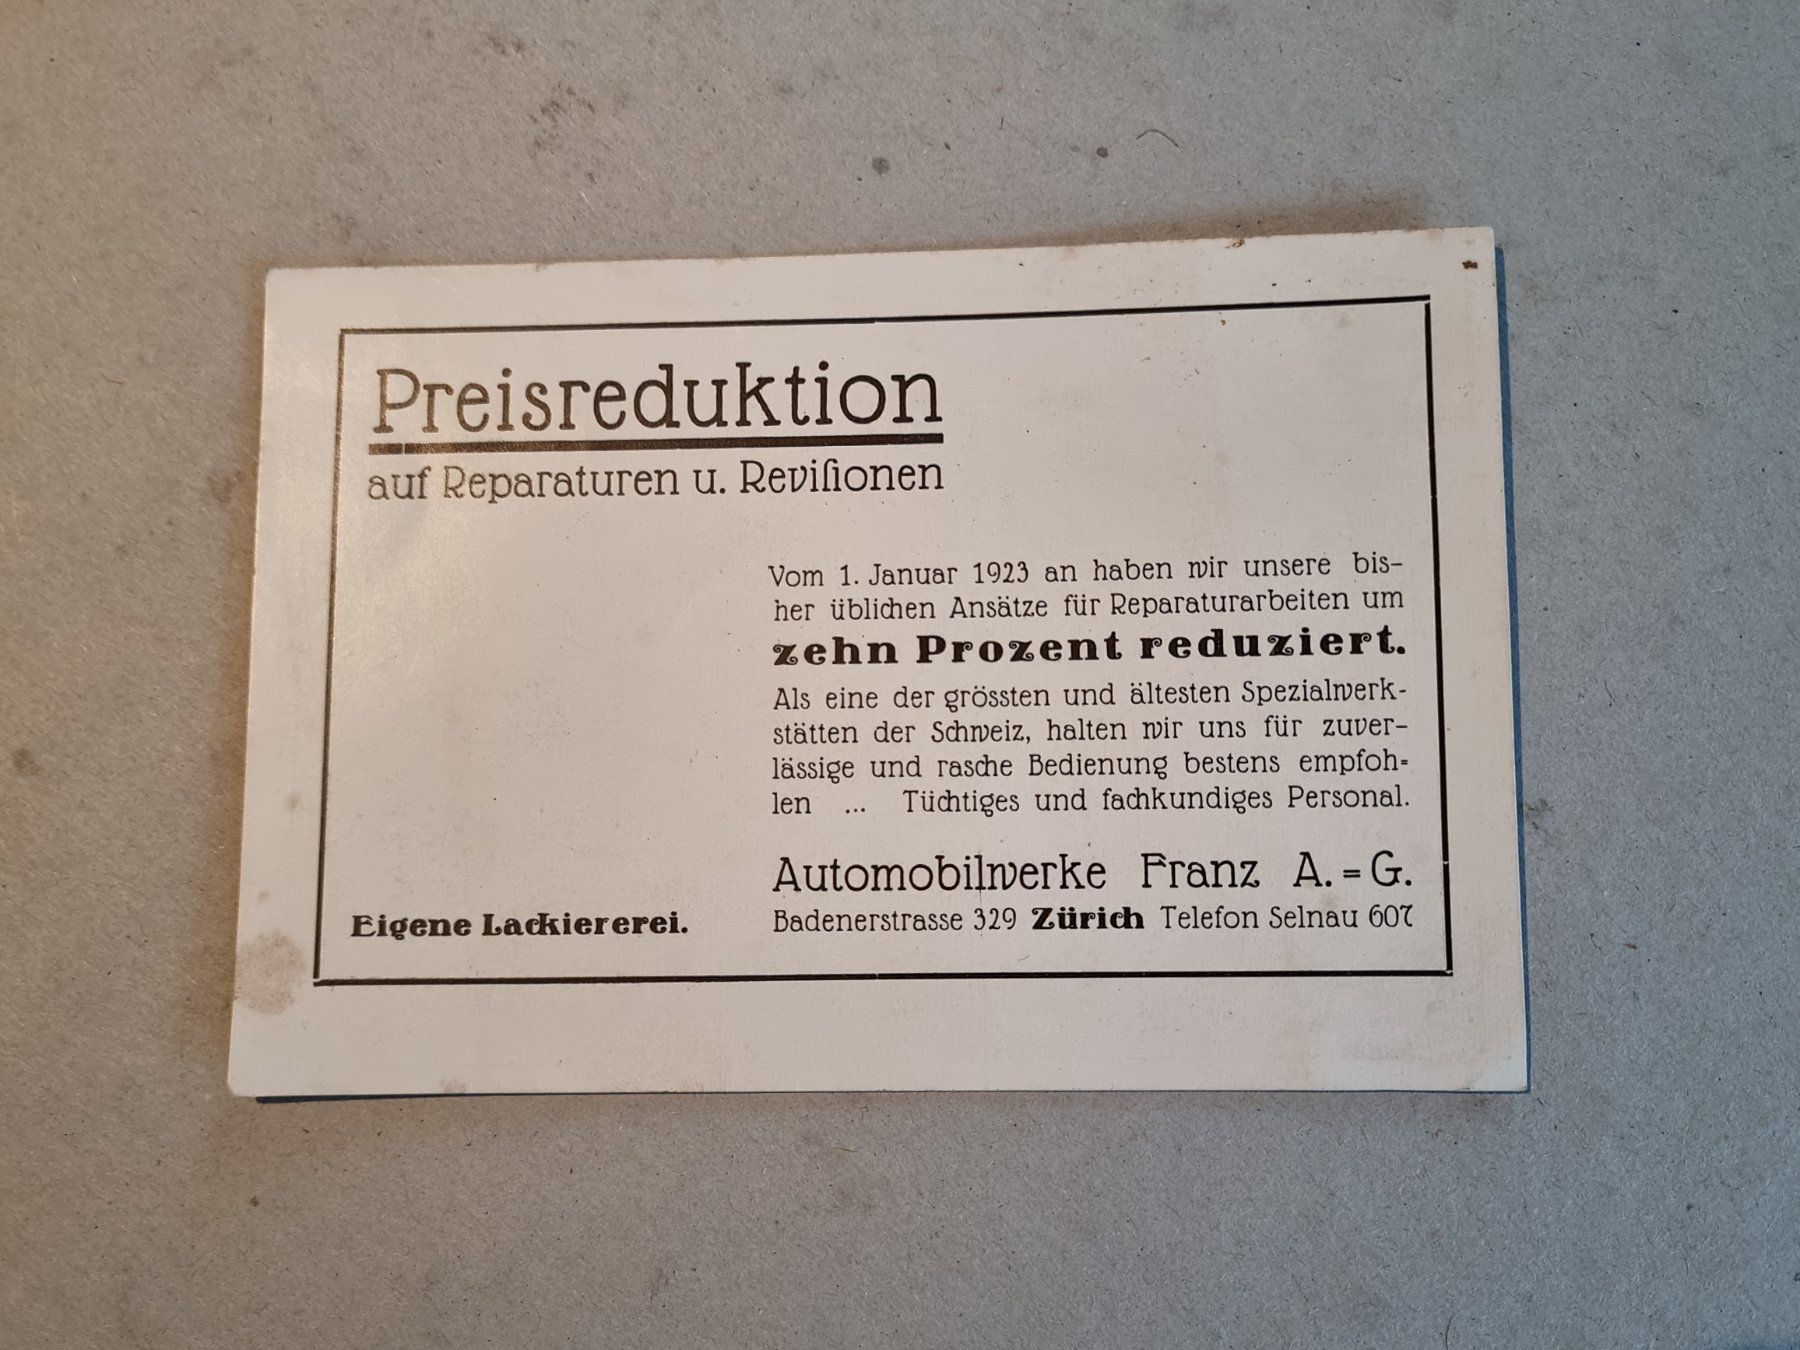 Preisreduktion
auf Reparaturen u. Reviſionen
Vom 1. Januar 1923 an haben wir unsere bis-
her üblichen Ansätze für Reparaturarbeiten um
zehn Prozent reduziert.
Als eine der grössten und ältesten Spezialwerk-
stätten der Schweiz, halten wir uns für zuver-
lässige und rasche Bedienung bestens empfoh-
len ... Tüchtiges und fachkundiges Personal.
Automobilwerke Franz A.=G.
Badenerstrasse 329 Zürich Telefon Selnau 607
Eigene Lackiererei.